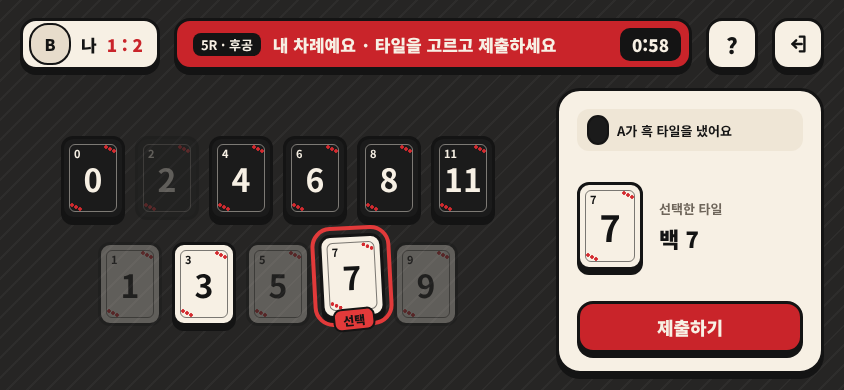 B 나 1 : 2
5R · 후공 내 차례예요 · 타일을 고르고 제출하세요 0:58
?
A가 흑 타일을 냈어요
0 0
2 2
4 4
6 6
8 8
11 11
1 1
3 3
5 5
7 7
선택
9 9
7 7
선택한 타일
백 7
제출하기